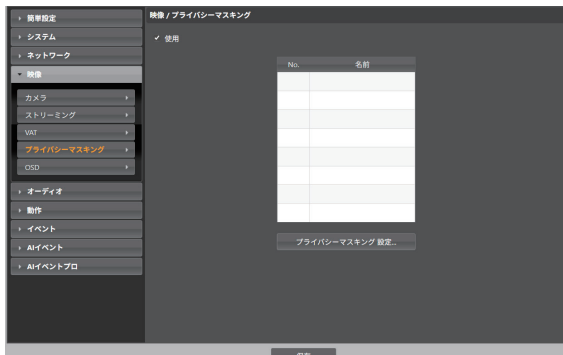 簡単設定
システム
ネットワーク
映像
カメラ
ストリーミング
VAT
プライバシーマスキング
OSD
オーディオ
動作
イベント
AIイベント
AIイベントプロ
映像 / プライバシーマスキング
使用
No. 名前
プライバシーマスキング 設定...